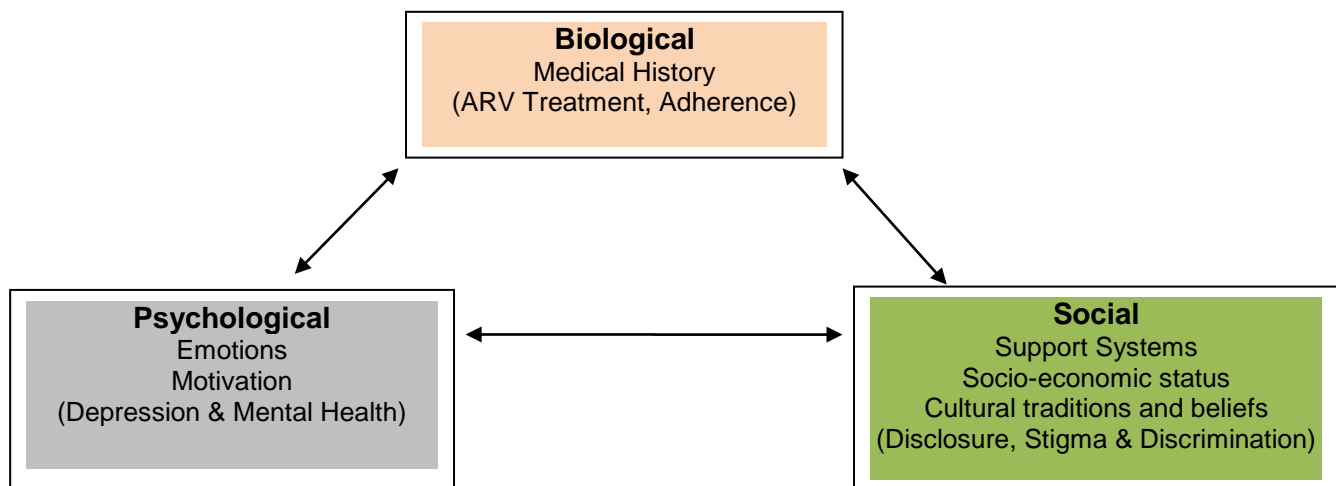 Biological
Medical History
(ARV Treatment, Adherence)
Psychological
Emotions
Motivation
(Depression & Mental Health)
Social
Support Systems
Socio-economic status
Cultural traditions and beliefs
(Disclosure, Stigma & Discrimination)